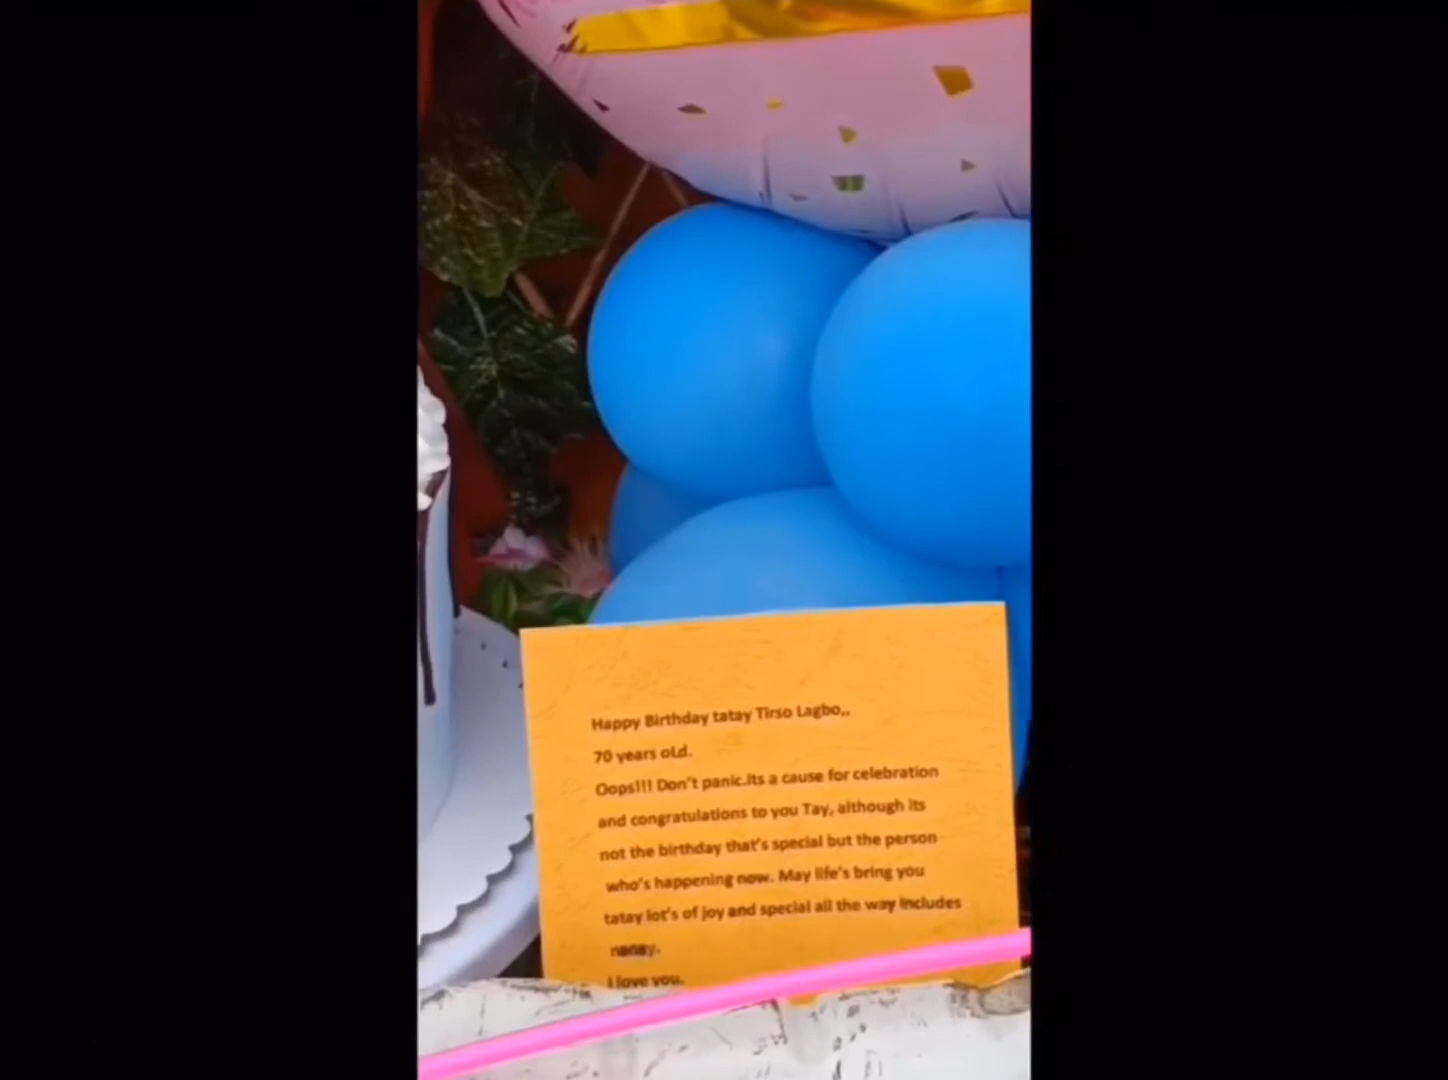 Happy Birthday tatay Tirso Lagbo,,
70 years old.
Oops!!! Don't panic.its a cause for celebration
and congratulations to you Tay, although its
not the birthday that's special but the person
who's happening now. May life's bring you
tatay lot's of joy and special all the way includes
nanay.
I love you.